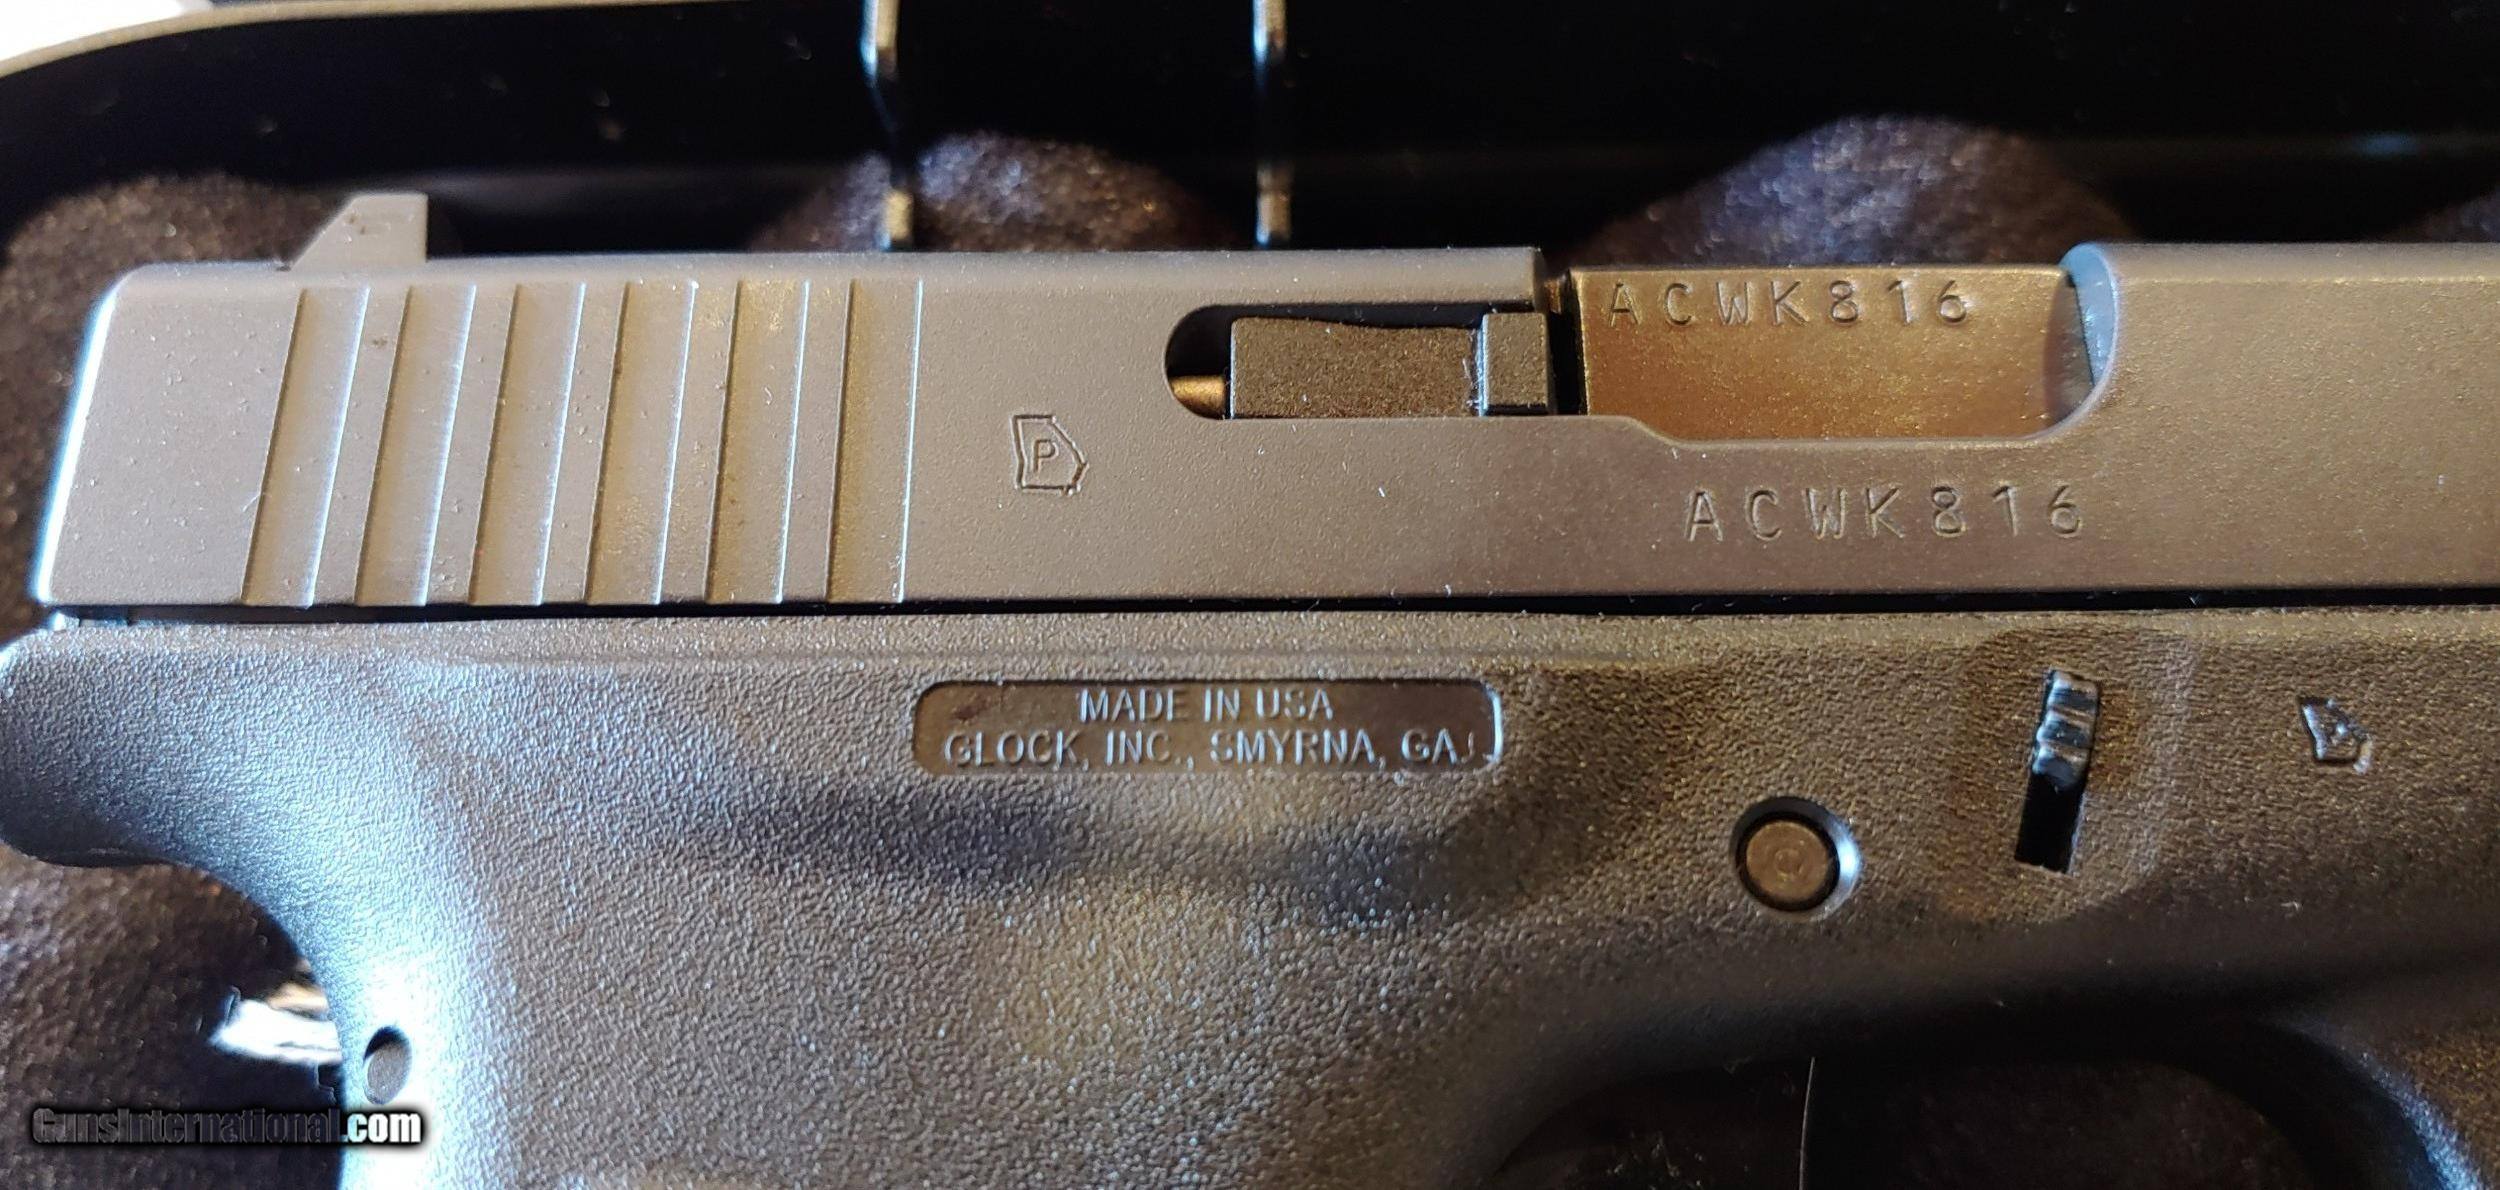 ACWK816
P
ACWK816
MADE IN USA
GLOCK, INC., SMYRNA, GA.
GunsInternational.com